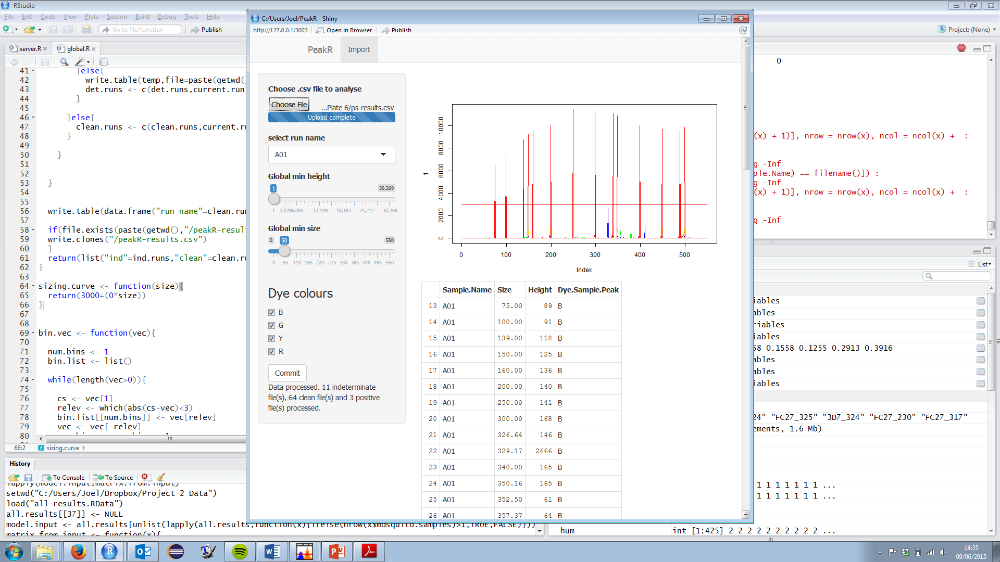 RStudio
File Edit Code View Plots Session Build Debug Tools Help
Go to file/function Publish
Project: (None)
server.R global.R
41 }else{
42 write.table(temp,file=paste(getwd()
43 det.runs <- c(det.runs,current.run
44 }
45
46 }else{
47 clean.runs <- c(clean.runs,current.ru
48 }
49
50 }
51
52
53 }
54
55
56 write.table(data.frame("run name"=clean.run
57
58 if(file.exists(paste(getwd(),"/peakR-resul
59 write.clones("/peakR-results.csv")
60 }
61 return(list("ind"=ind.runs,"clean"=clean.ru
62 }
63
64 sizing.curve <- function(size){
65 return(3000+(0*size))
66 }
67
68
69 bin.vec <- function(vec){
70
71 num.bins <- 1
72 bin.list <- list()
73
74 while(length(vec>0)){
75
76 cs <- vec[1]
77 relev <- which(abs(cs-vec)<3)
78 bin.list[[num.bins]] <- vec[relev]
79 vec <- vec[-relev]
80
66:2 sizing.curve
History
To Console To Source
lapply(model.input,matrix.from.input)
setwd("C:/Users/Joel/Dropbox/Project 2 Data")
load("all-results.RData")
all.results[[37]] <- NULL
model.input <- all.results[unlist(lapply(all.results,function(x){ifelse(nrow(x$mosquito.samples)>1,TRUE,FALSE)}))
matrix.from.input <- function(x){
C:/Users/Joel/PeakR - Shiny
http://127.0.0.1:3003 Open in Browser Publish
PeakR Import
Choose .csv file to analyse
Choose File ...Plate 6/ps-results.csv
Upload complete
select run name
A01
Global min height
1 30,269
1 3,028 6,055 12,109 18,163 24,217 30,269
Global min size
0 50 550
0 55 110 165 220 275 330 385 440 495 550
Dye colours
B
G
Y
R
Commit
Data processed. 11 indeterminate
file(s), 64 clean file(s) and 3 positive
file(s) processed.
10000
8000
6000
4000
2000
0
1
0 100 200 300 400 500
Index
Sample.Name Size Height Dye.Sample.Peak
13 A01 75.00 89 B
14 A01 100.00 91 B
15 A01 139.00 118 B
16 A01 150.00 125 B
17 A01 160.00 136 B
18 A01 200.00 140 B
19 A01 250.00 141 B
20 A01 300.00 168 B
21 A01 326.64 146 B
22 A01 329.17 2666 B
23 A01 340.00 165 B
24 A01 350.16 165 B
25 A01 352.50 61 B
26 A01 357.37 64 B
0
(x) + 1)], nrow = nrow(x), ncol = ncol(x) + :
g -Inf
ple.Name) == filename()]) :
g -Inf
(x) + 1)], nrow = nrow(x), ncol = ncol(x) + :
g -Inf
List
iables
ables
riables
iables
58 0.1558 0.1255 0.2913 0.3916
ables
ables
iables
24" "FC27_325" "3D7_324" "FC27_230" "FC27_317"
ements, 1.6 Mb)
1 1 1 1 1 1 1 ...
1 1 1 1 1 1 1 ...
hum int [1:425] 2 2 2 2 2 2 2 2 2 2 ...
14:35
09/06/2015